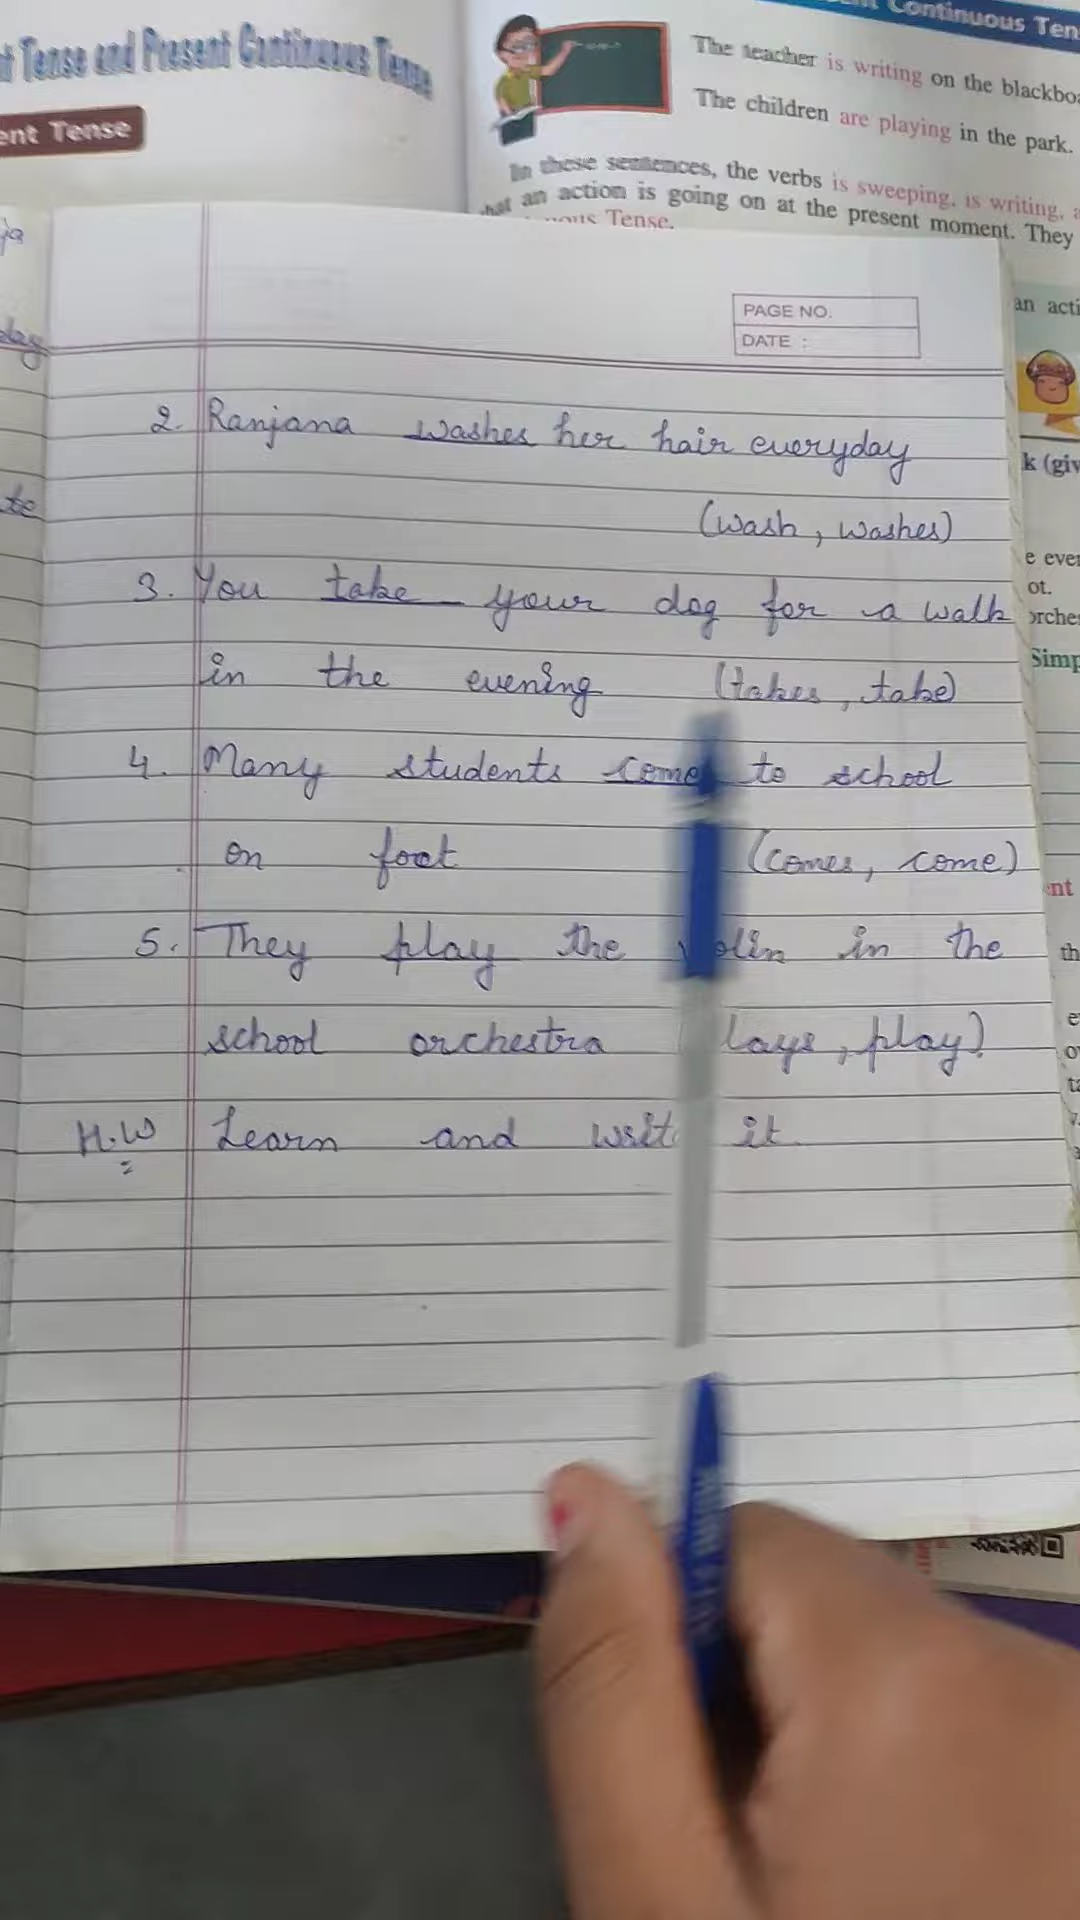 Tense and Present Continuous Tense
Tense
Continuous
The teacher is writing on the
The children are playing in the park.
In these sentences, the verbs is sweeping, is writing,
an action is going on at the present moment. They
Tense.
PAGE NO.
DATE :
2. Ranjana washes her hair everyday
(wash, washes)
3. You take your dog for a walk
in the evening (takes, take)
4. Many students come to school
on foot (comes, come)
5. They play the in the
school orchestra play)
H.W Learn and it